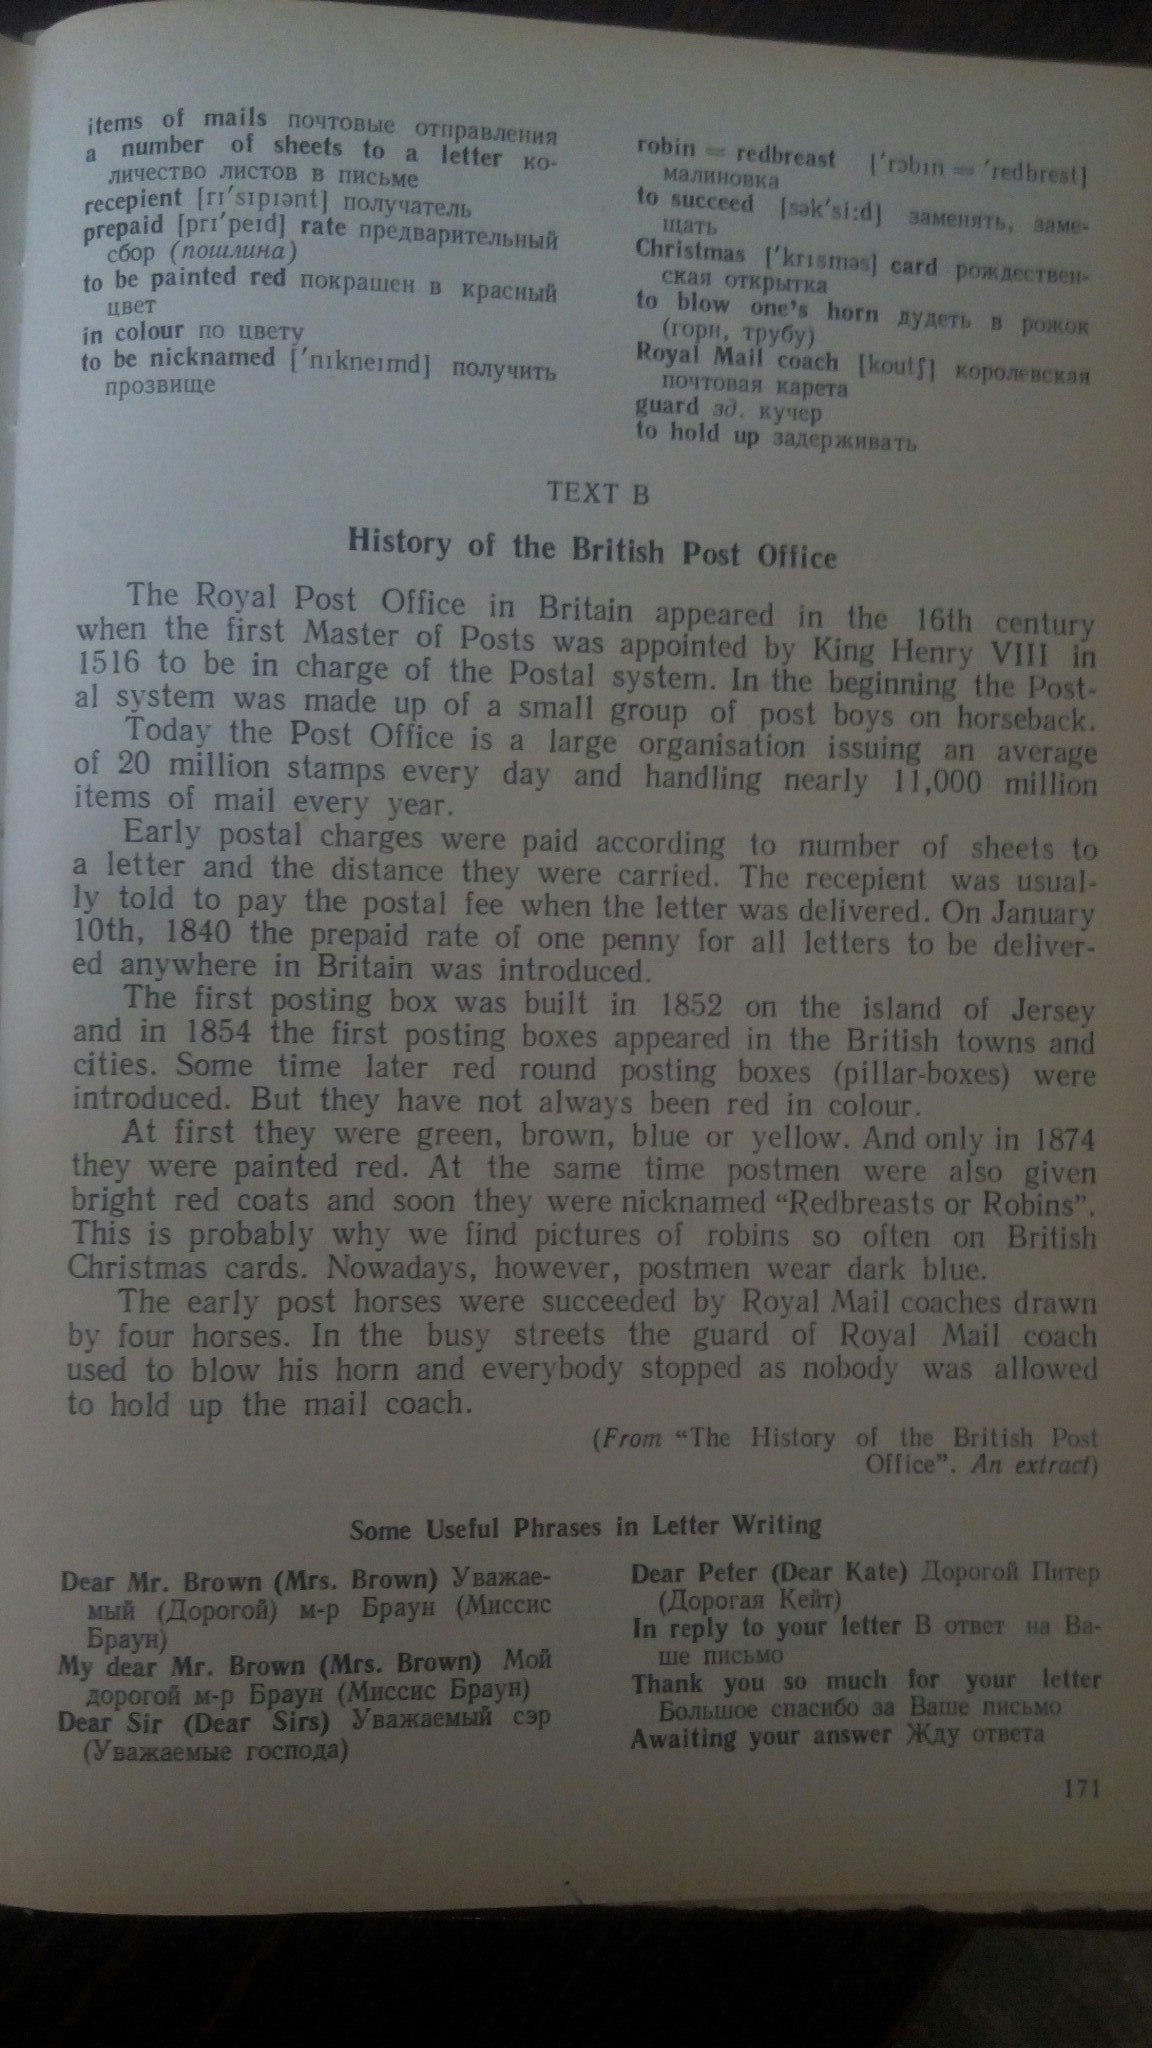 items of mails почтовые отправления
a number of sheets to a letter ко-
личество листов в письме
recepient [rɪ'sɪpɪənt] получатель
prepaid [prɪ'peɪd] rate предварительный
сбор (пошлина)
to be painted red покрашен в красный
цвет
in colour по цвету
to be nicknamed ['nɪkneɪmd] получить
прозвище
robin = redbreast ['rəbɪn = 'redbrest]
малиновка
to succeed [sək'si:d] заменять, заме-
щать
Christmas ['krɪsməs] card рождествен-
ская открытка
to blow one's horn дудеть в рожок
(горн, трубу)
Royal Mail coach [koutʃ] королевская
почтовая карета
guard зд. кучер
to hold up задерживать
TEXT B
History of the British Post Office
The Royal Post Office in Britain appeared in the 16th century
when the first Master of Posts was appointed by King Henry VIII in
1516 to be in charge of the Postal system. In the beginning the Post-
al system was made up of a small group of post boys on horseback.
Today the Post Office is a large organisation issuing an average
of 20 million stamps every day and handling nearly 11,000 million
items of mail every year.
Early postal charges were paid according to number of sheets to
a letter and the distance they were carried. The recepient was usual-
ly told to pay the postal fee when the letter was delivered. On January
10th, 1840 the prepaid rate of one penny for all letters to be deliver-
ed anywhere in Britain was introduced.
The first posting box was built in 1852 on the island of Jersey
and in 1854 the first posting boxes appeared in the British towns and
cities. Some time later red round posting boxes (pillar-boxes) were
introduced. But they have not always been red in colour.
At first they were green, brown, blue or yellow. And only in 1874
they were painted red. At the same time postmen were also given
bright red coats and soon they were nicknamed “Redbreasts or Robins”.
This is probably why we find pictures of robins so often on British
Christmas cards. Nowadays, however, postmen wear dark blue.
The early post horses were succeeded by Royal Mail coaches drawn
by four horses. In the busy streets the guard of Royal Mail coach
used to blow his horn and everybody stopped as nobody was allowed
to hold up the mail coach.
(From “The History of the British Post
Office”. An extract)
Some Useful Phrases in Letter Writing
Dear Mr. Brown (Mrs. Brown) Уважае-
мый (Дорогой) м-р Браун (Миссис
Браун)
My dear Mr. Brown (Mrs. Brown) Мой
дорогой м-р Браун (Миссис Браун)
Dear Sir (Dear Sirs) Уважаемый сэр
(Уважаемые господа)
Dear Peter (Dear Kate) Дорогой Питер
(Дорогая Кейт)
In reply to your letter В ответ на Ва-
ше письмо
Thank you so much for your letter
Большое спасибо за Ваше письмо
Awaiting your answer Жду ответа
171